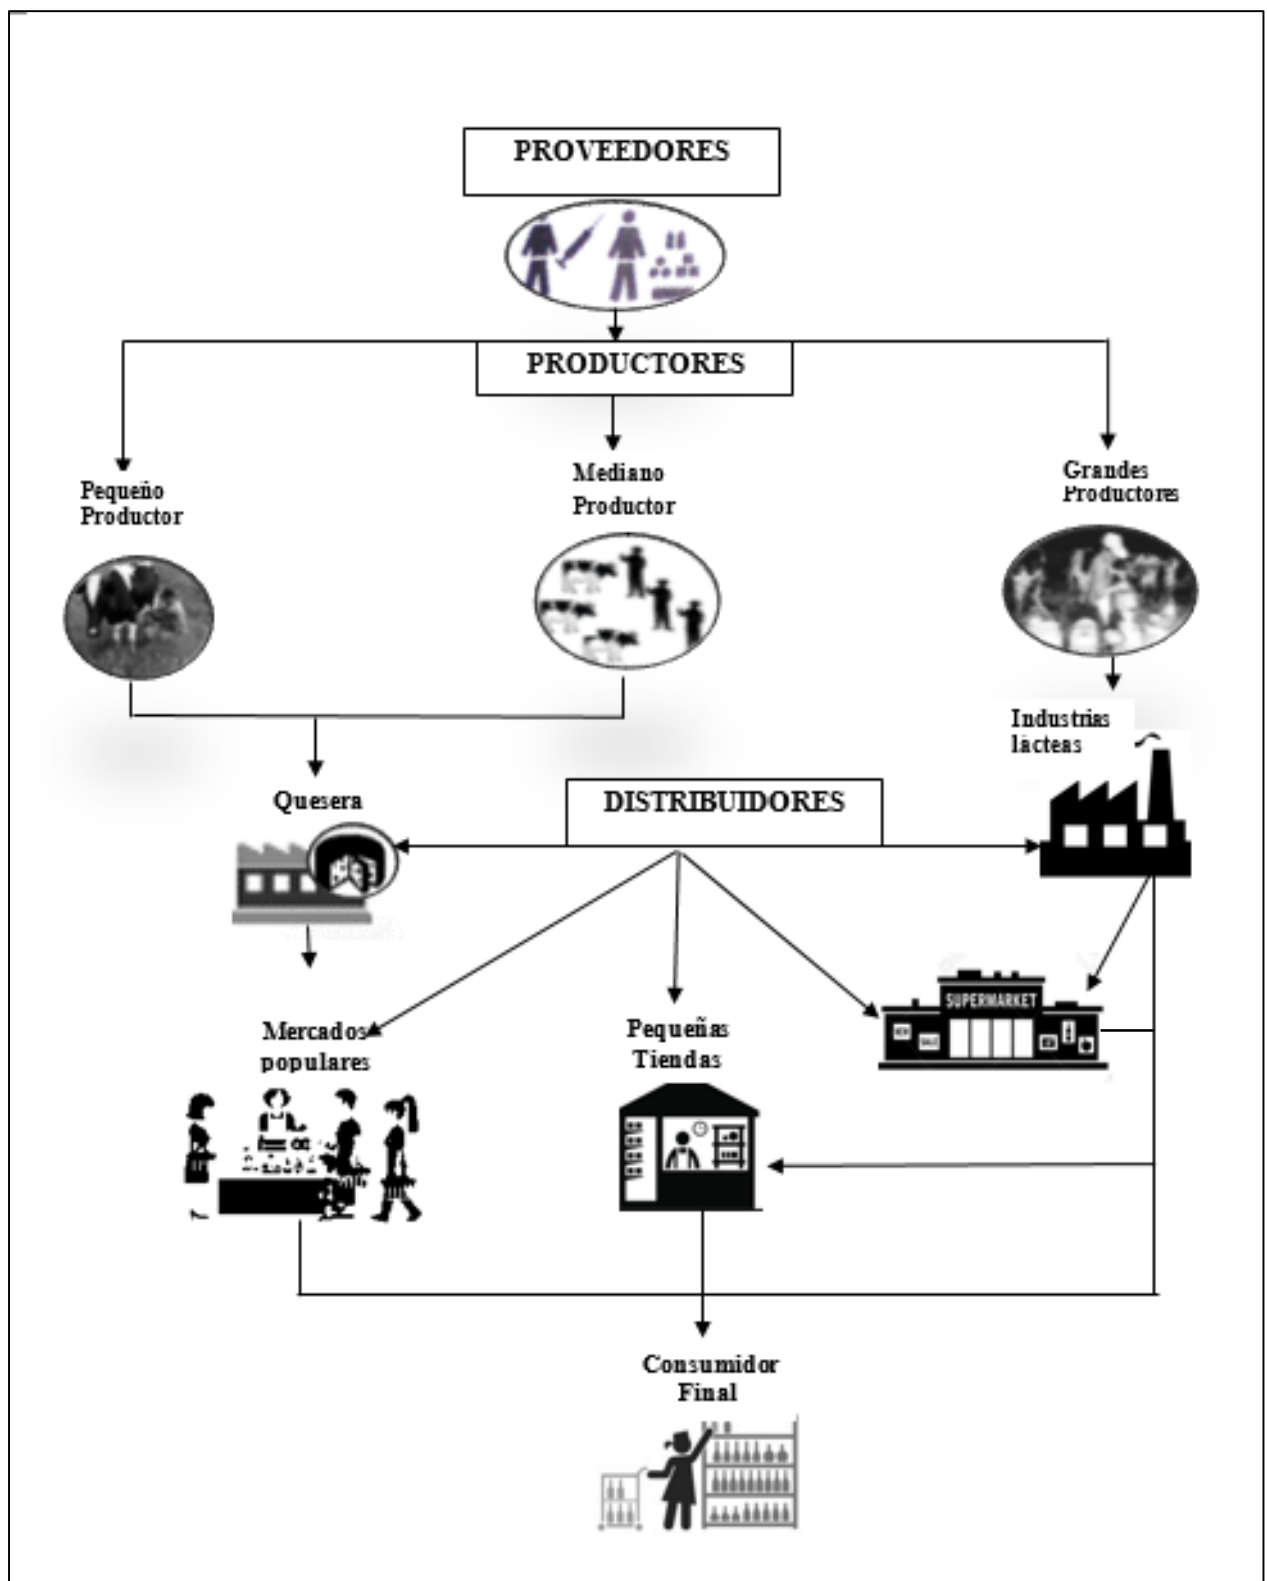 PROVEEDORES
PRODUCTORES
Pequeño
Productor
Mediano
Productor
Grandes
Productores
Industrias
lácteas
Quesera
DISTRIBUIDORES
SUPERMARKET
Mercados
populares
Pequeñas
Tiendas
Consumidor
Final